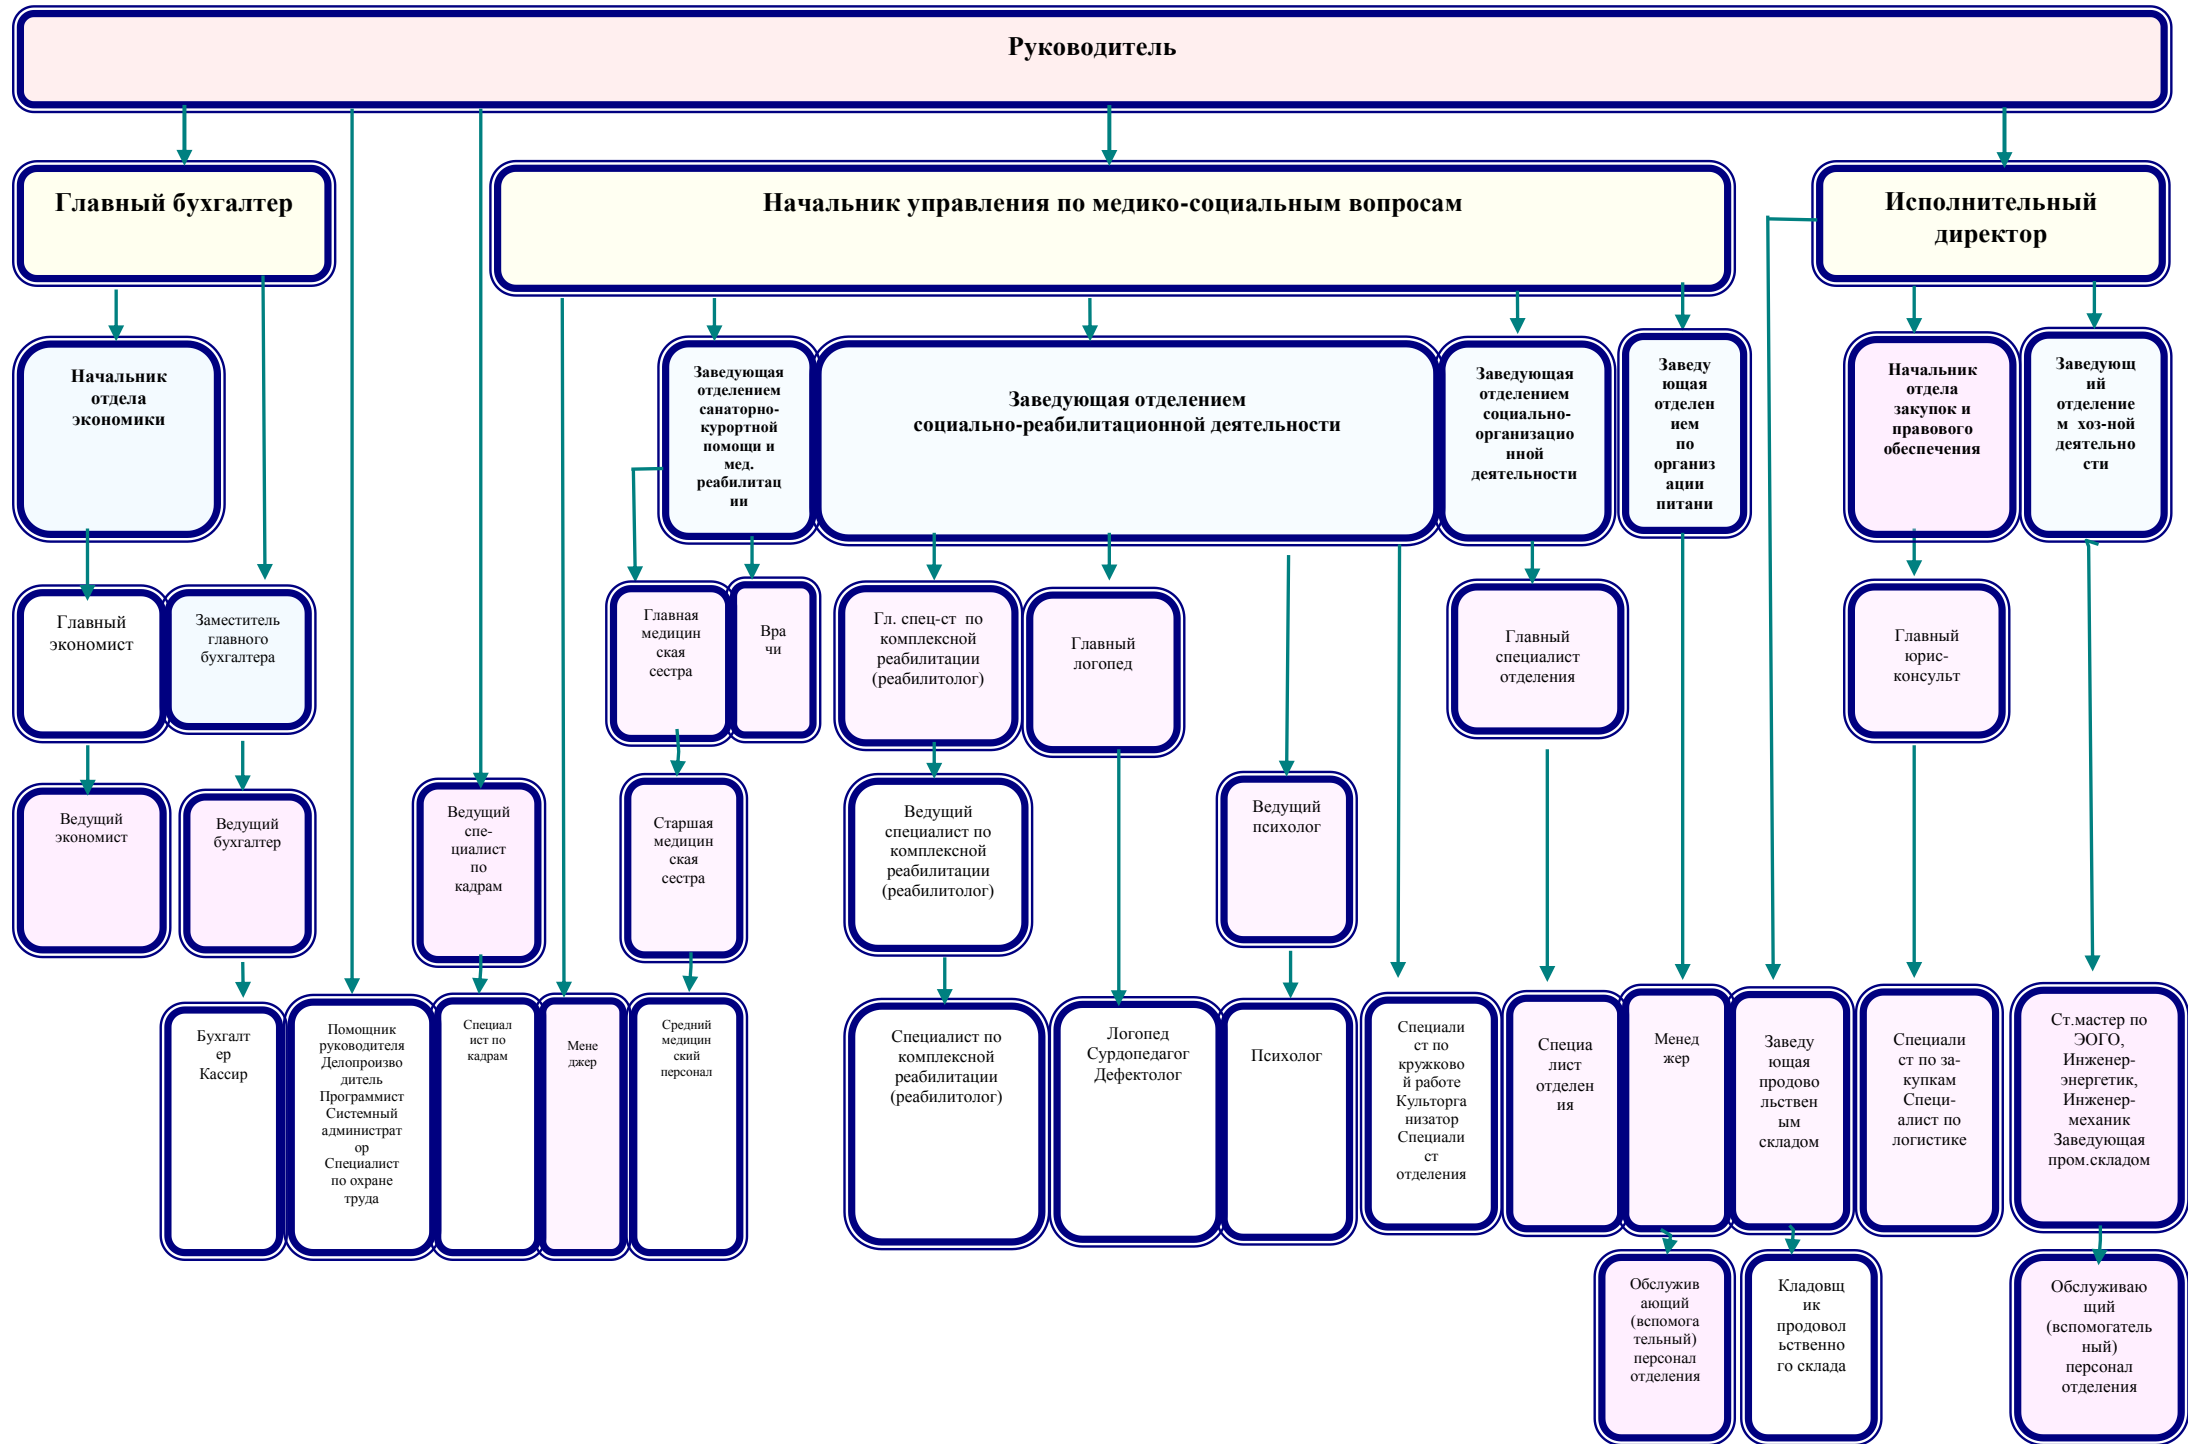 Руководитель
Главный бухгалтер
Начальник управления по медико-социальным вопросам
Исполнительный
директор
Начальник
отдела
экономики
Заведующая
отделением
санаторно-
курортной
помощи и
мед.
реабилитац
ии
Заведующая отделением
социально-реабилитационной деятельности
Заведующая
отделением
социально-
организацио
нной
деятельности
Заведу
ющая
отделен
ием
по
организ
ации
питани
Начальник
отдела
закупок и
правового
обеспечения
Заведующ
ий
отделение
м хоз-ной
деятельно
сти
Главный
экономист
Заместитель
главного
бухгалтера
Главная
медицин
ская
сестра
Вра
чи
Гл. спец-ст по
комплексной
реабилитации
(реабилитолог)
Главный
логопед
Главный
специалист
отделения
Главный
юрис-
консульт
Ведущий
экономист
Ведущий
бухгалтер
Ведущий
спе-
циалист
по
кадрам
Старшая
медицин
ская
сестра
Ведущий
специалист по
комплексной
реабилитации
(реабилитолог)
Ведущий
психолог
Бухгалт
ер
Кассир
Помощник
руководителя
Делопроизво
дитель
Программист
Системный
администрат
ор
Специалист
по охране
труда
Специал
ист по
кадрам
Мене
джер
Средний
медицин
ский
персонал
Специалист по
комплексной
реабилитации
(реабилитолог)
Логопед
Сурдопедагог
Дефектолог
Психолог
Специали
ст по
кружково
й работе
Культорга
низатор
Специали
ст
отделения
Специа
лист
отделен
ия
Менед
жер
Заведу
ющая
продово
льствен
ым
складом
Специали
ст по за-
купкам
Специ-
алист по
логистике
Ст.мастер по
ЭОГО,
Инженер-
энергетик,
Инженер-
механик
Заведующая
пром.складом
Обслужив
ающий
(вспомога
тельный)
персонал
отделения
Кладовщ
ик
продовол
ьственно
го склада
Обслуживаю
щий
(вспомогатель
ный)
персонал
отделения